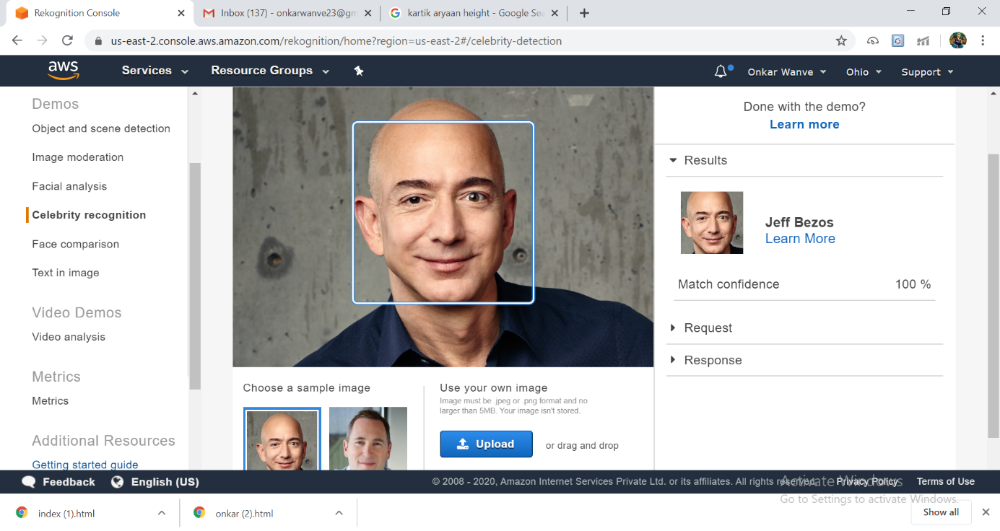 Rekognition Console
Inbox (137) - onkarwanve23@gm
kartik aryaan height - Google Sea
us-east-2.console.aws.amazon.com/rekognition/home?region=us-east-2#/celebrity-detection
aws
Services
Resource Groups
Onkar Wanve
Ohio
Support
Demos
Object and scene detection
Image moderation
Facial analysis
Celebrity recognition
Face comparison
Text in image
Video Demos
Video analysis
Metrics
Metrics
Additional Resources
Getting started guide
Choose a sample image
Use your own image
Image must be .jpeg or .png format and no
larger than 5MB. Your image isn't stored.
Upload
or drag and drop
Done with the demo?
Learn more
Results
Jeff Bezos
Learn More
Match confidence 100 %
Request
Response
Feedback
English (US)
© 2008 - 2020, Amazon Internet Services Private Ltd. or its affiliates. All rights reserved.
Privacy Policy
Terms of Use
Activate Windows
Go to Settings to activate Windows.
index (1).html
onkar (2).html
Show all